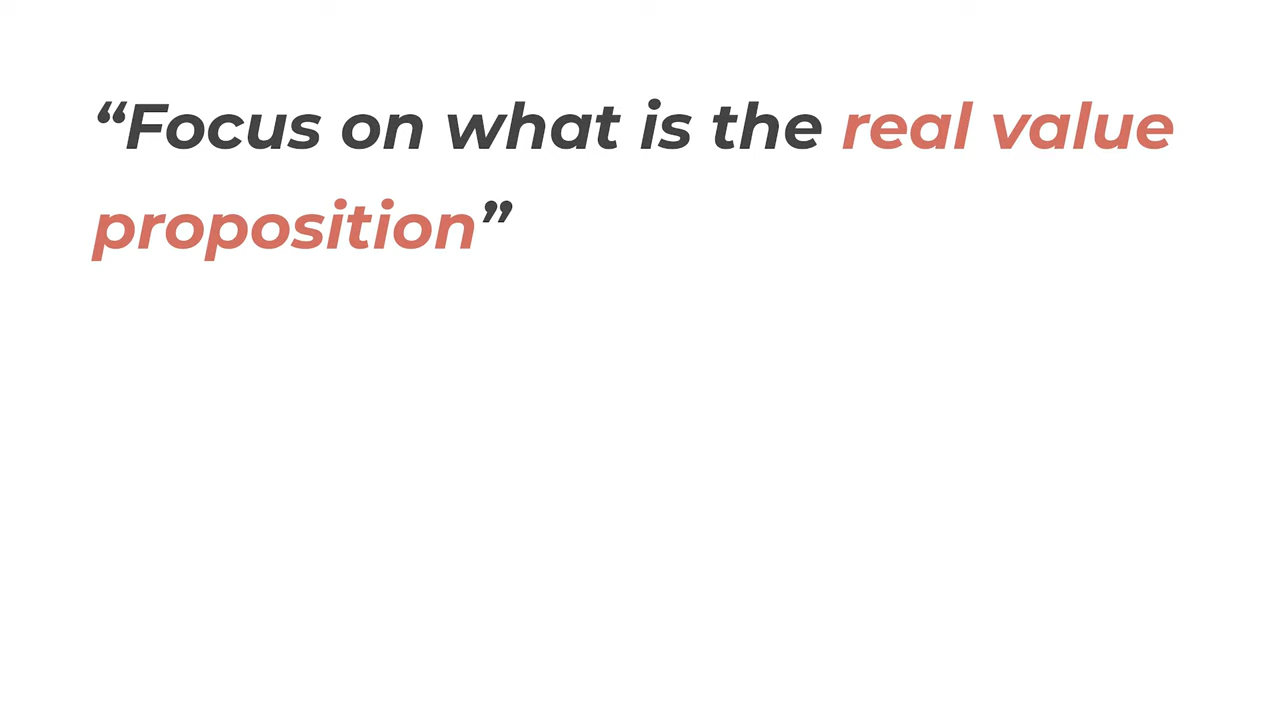 “Focus on what is the real value
proposition”